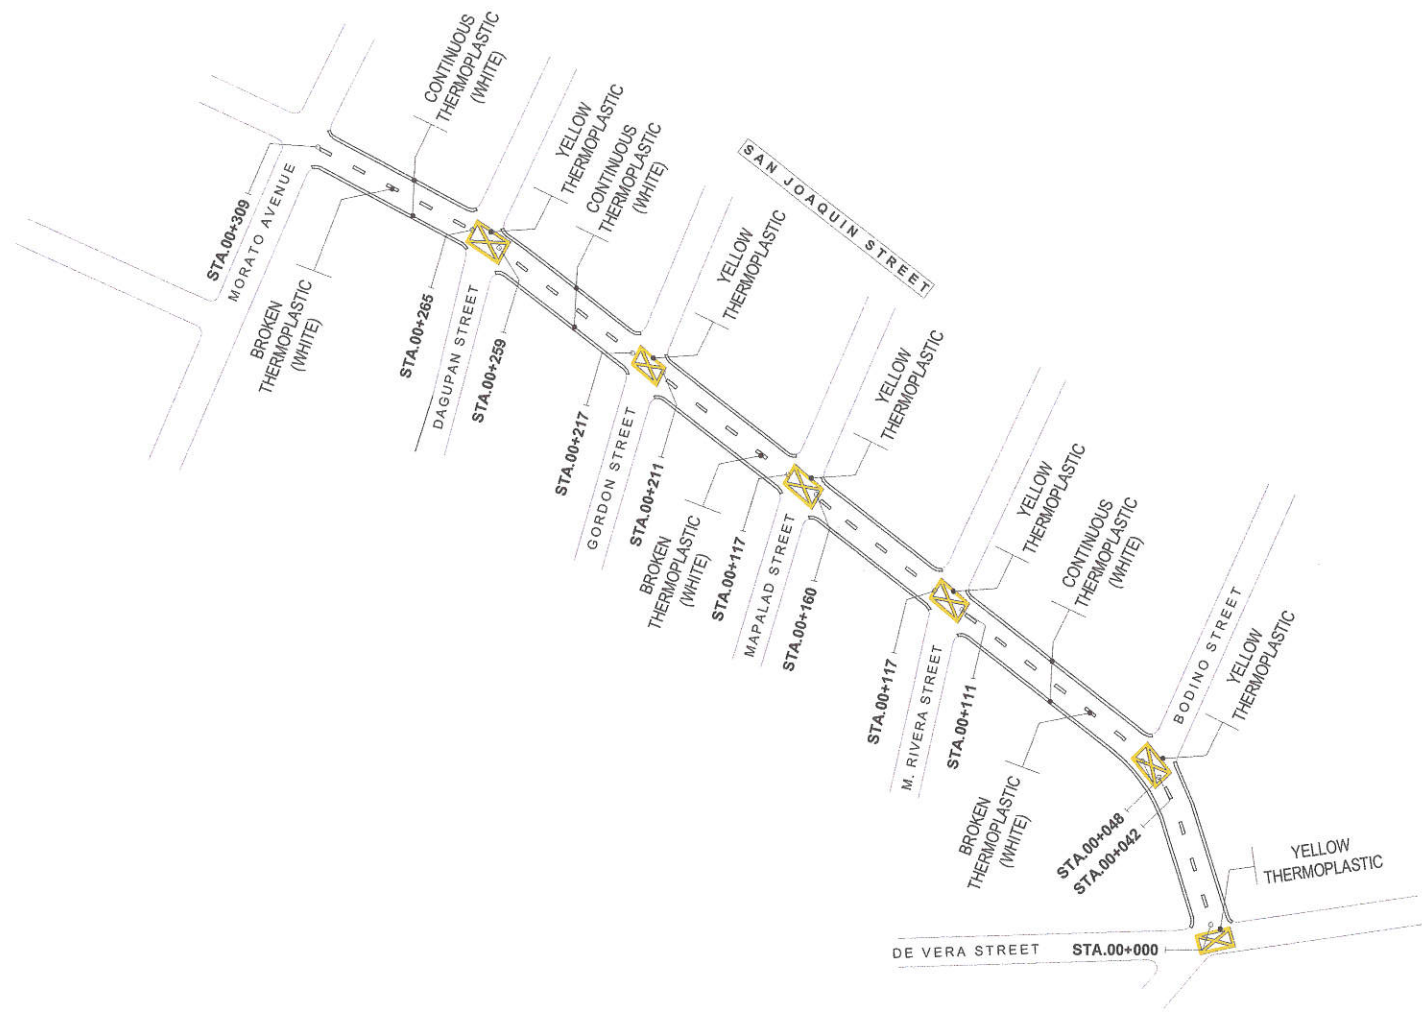 CONTINUOUS
THERMOPLASTIC
(WHITE)
YELLOW
THERMOPLASTIC
CONTINUOUS
THERMOPLASTIC
(WHITE)
SAN JOAQUIN STREET
STA.00+309
MORATO AVENUE
BROKEN
THERMOPLASTIC
(WHITE)
STA.00+265
DAGUPAN STREET
STA.00+259
YELLOW
THERMOPLASTIC
STA.00+217
GORDON STREET
STA.00+211
YELLOW
THERMOPLASTIC
BROKEN
THERMOPLASTIC
(WHITE)
STA.00+117
MAPALAD STREET
STA.00+160
YELLOW
THERMOPLASTIC
CONTINUOUS
THERMOPLASTIC
(WHITE)
STA.00+117
M. RIVERA STREET
STA.00+111
BODINO STREET
YELLOW
THERMOPLASTIC
BROKEN
THERMOPLASTIC
(WHITE)
STA.00+048
STA.00+042
YELLOW
THERMOPLASTIC
DE VERA STREET
STA.00+000